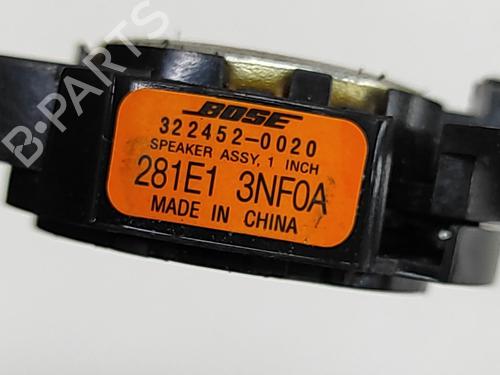 B-PARTS
BOSE
322452-0020
SPEAKER ASSY, 1 INCH
281E1 3NF0A
MADE IN CHINA